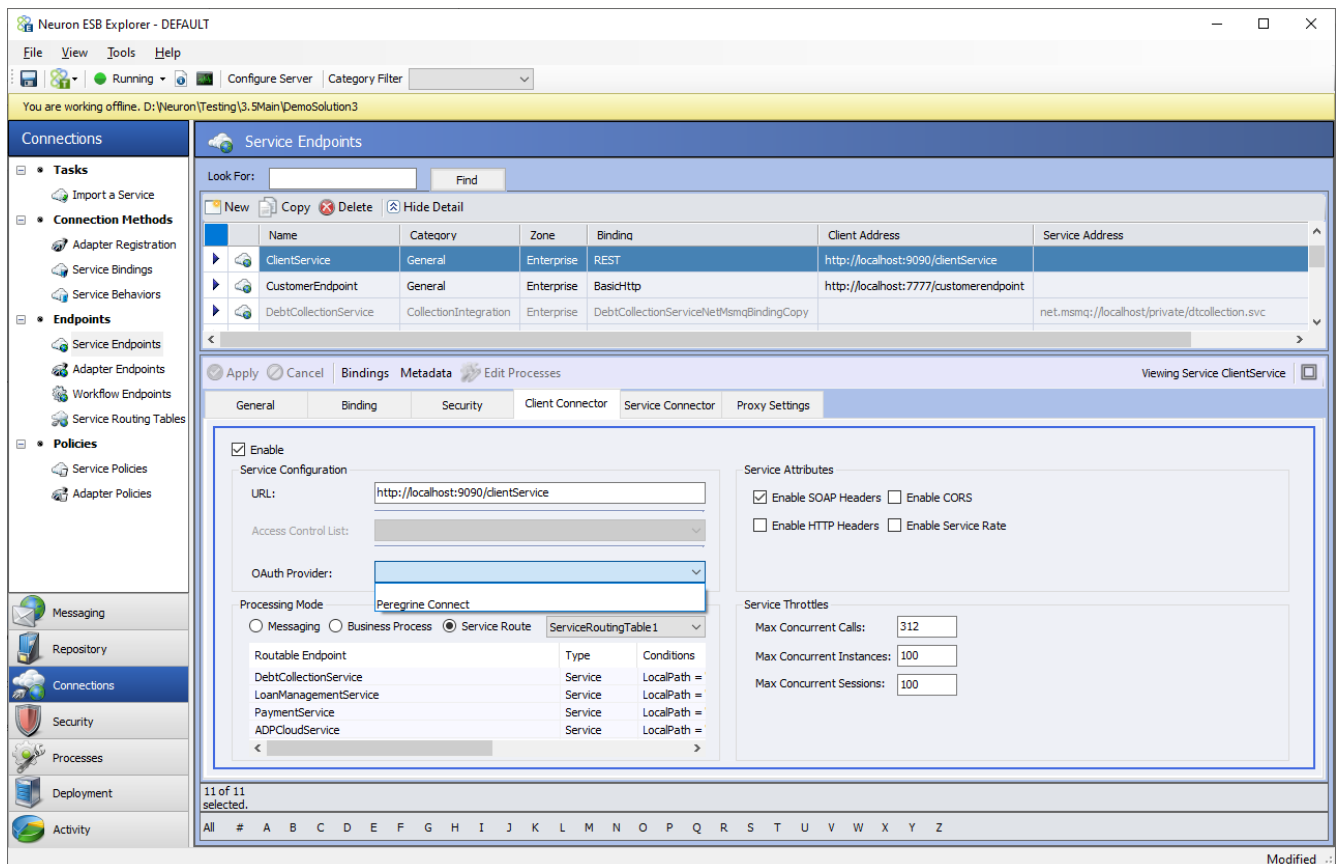 Neuron ESB Explorer - DEFAULT
File View Tools Help
Running Configure Server Category Filter
You are working offline. D:\Neuron\Testing\3.5Main\DemoSolution3
Connections
Tasks
Import a Service
Connection Methods
Adapter Registration
Service Bindings
Service Behaviors
Endpoints
Service Endpoints
Adapter Endpoints
Workflow Endpoints
Service Routing Tables
Policies
Service Policies
Adapter Policies
Messaging
Repository
Connections
Security
Processes
Deployment
Activity
Service Endpoints
Look For: Find
New Copy Delete Hide Detail
Name Category Zone Binding Client Address Service Address
ClientService General Enterprise REST http://localhost:9090/clientService
CustomerEndpoint General Enterprise BasicHttp http://localhost:7777/customerendpoint
DebtCollectionService CollectionIntegration Enterprise DebtCollectionServiceNetMsmqBindingCopy net.msmq://localhost/private/dtcollection.svc
Apply Cancel Bindings Metadata Edit Processes Viewing Service ClientService
General Binding Security Client Connector Service Connector Proxy Settings
Enable
Service Configuration
URL: http://localhost:9090/clientService
Access Control List:
OAuth Provider:
Peregrine Connect
Processing Mode
Messaging Business Process Service Route ServiceRoutingTable1
Routable Endpoint Type Conditions
DebtCollectionService Service LocalPath =
LoanManagementService Service LocalPath =
PaymentService Service LocalPath =
ADPCloudService Service LocalPath =
Service Attributes
Enable SOAP Headers Enable CORS
Enable HTTP Headers Enable Service Rate
Service Throttles
Max Concurrent Calls: 312
Max Concurrent Instances: 100
Max Concurrent Sessions: 100
11 of 11
selected.
All # A B C D E F G H I J K L M N O P Q R S T U V W X Y Z
Modified